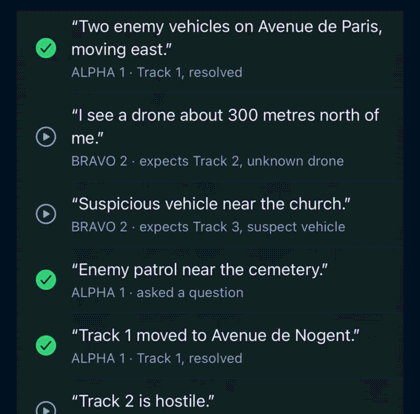 “Two enemy vehicles on Avenue de Paris,
moving east.”
ALPHA 1 · Track 1, resolved
“I see a drone about 300 metres north of
me.”
BRAVO 2 · expects Track 2, unknown drone
“Suspicious vehicle near the church.”
BRAVO 2 · expects Track 3, suspect vehicle
“Enemy patrol near the cemetery.”
ALPHA 1 · asked a question
“Track 1 moved to Avenue de Nogent.”
ALPHA 1 · Track 1, resolved
“Track 2 is hostile.”